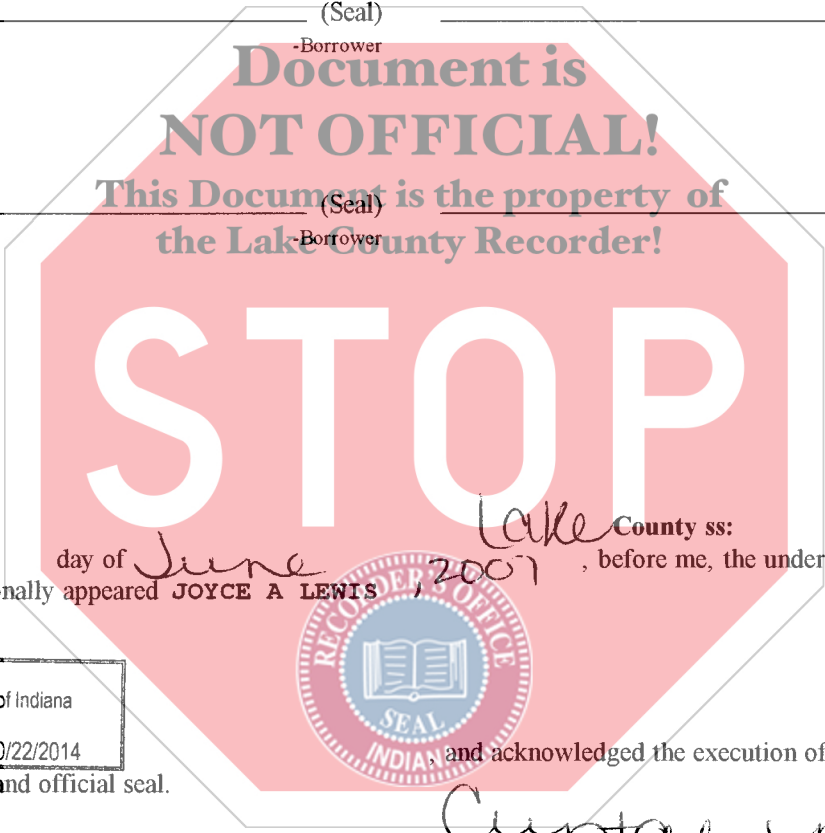 (Seal)
-Borrower
Document is
NOT OFFICIAL!
This Document is the property of
(Seal)
the Lake County Recorder!
-Borrower
STOP
Lake County ss:
day of June, 2007, before me, the under
nally appeared JOYCE A LEWIS
RECORDER'S OFFICE
SEAL
INDIANA
of Indiana
0/22/2014
, and acknowledged the execution of
and official seal.